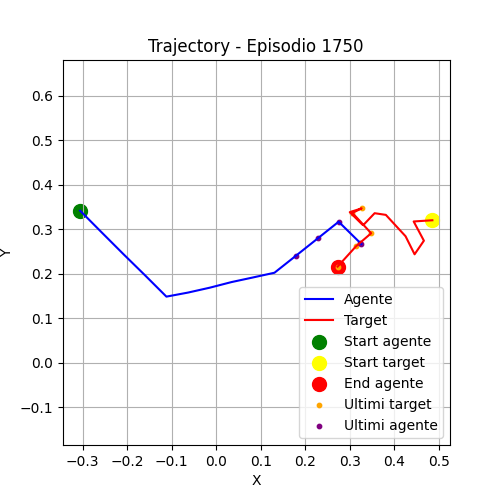 Trajectory - Episodio 1750
Y
0.6
0.5
0.4
0.3
0.2
0.1
0.0
−0.1
−0.3
−0.2
−0.1
0.0
0.1
0.2
0.3
0.4
0.5
X
Agente
Target
Start agente
Start target
End agente
Ultimi target
Ultimi agente